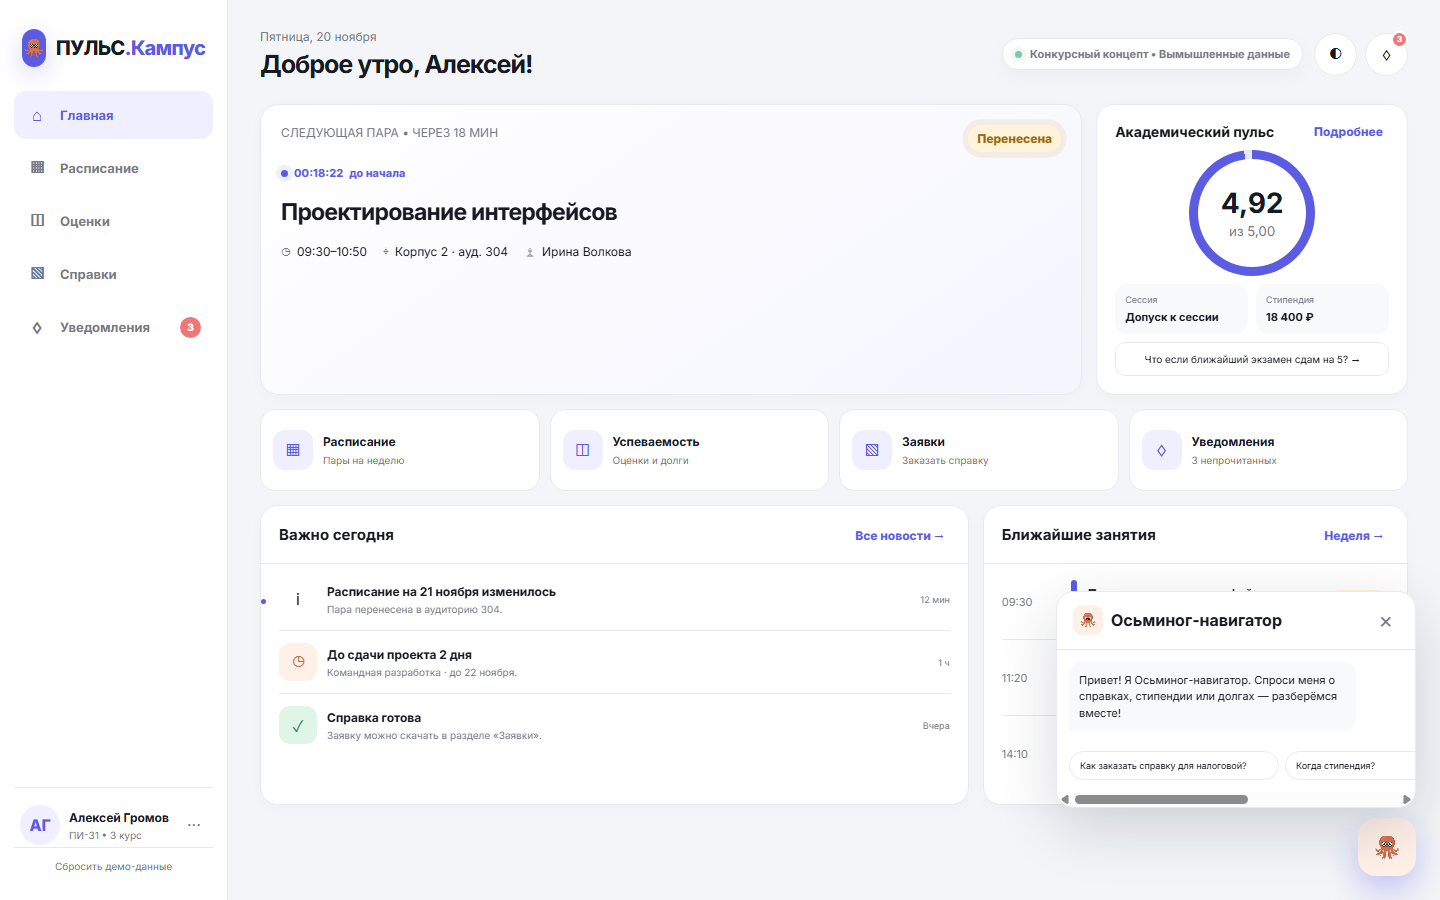 ПУЛЬС.Кампус
Главная
Расписание
Оценки
Справки
Уведомления
3
АГ
Алексей Громов
ПИ-31 • 3 курс
Сбросить демо-данные
Пятница, 20 ноября
Доброе утро, Алексей!
Конкурсный концепт • Вымышленные данные
3
СЛЕДУЮЩАЯ ПАРА • ЧЕРЕЗ 18 МИН
Перенесена
00:18:22 до начала
Проектирование интерфейсов
09:30–10:50
Корпус 2 · ауд. 304
Ирина Волкова
Академический пульс
Подробнее
4,92
из 5,00
Сессия
Допуск к сессии
Стипендия
18 400 ₽
Что если ближайший экзамен сдам на 5? →
Расписание
Пары на неделю
Успеваемость
Оценки и долги
Заявки
Заказать справку
Уведомления
3 непрочитанных
Важно сегодня
Все новости →
i
Расписание на 21 ноября изменилось
Пара перенесена в аудиторию 304.
12 мин
До сдачи проекта 2 дня
Командная разработка · до 22 ноября.
1 ч
Справка готова
Заявку можно скачать в разделе «Заявки».
Вчера
Ближайшие занятия
Неделя →
09:30
11:20
14:10
Осьминог-навигатор
Привет! Я Осьминог-навигатор. Спроси меня о
справках, стипендии или долгах — разберёмся
вместе!
Как заказать справку для налоговой?
Когда стипендия?